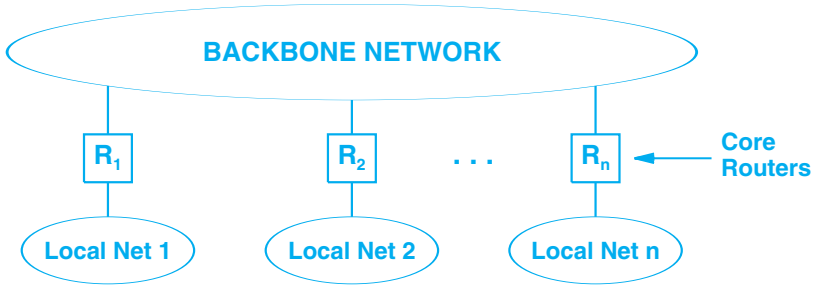 BACKBONE NETWORK
R1
R2
. . .
Rn
Core
Routers
Local Net 1
Local Net 2
Local Net n